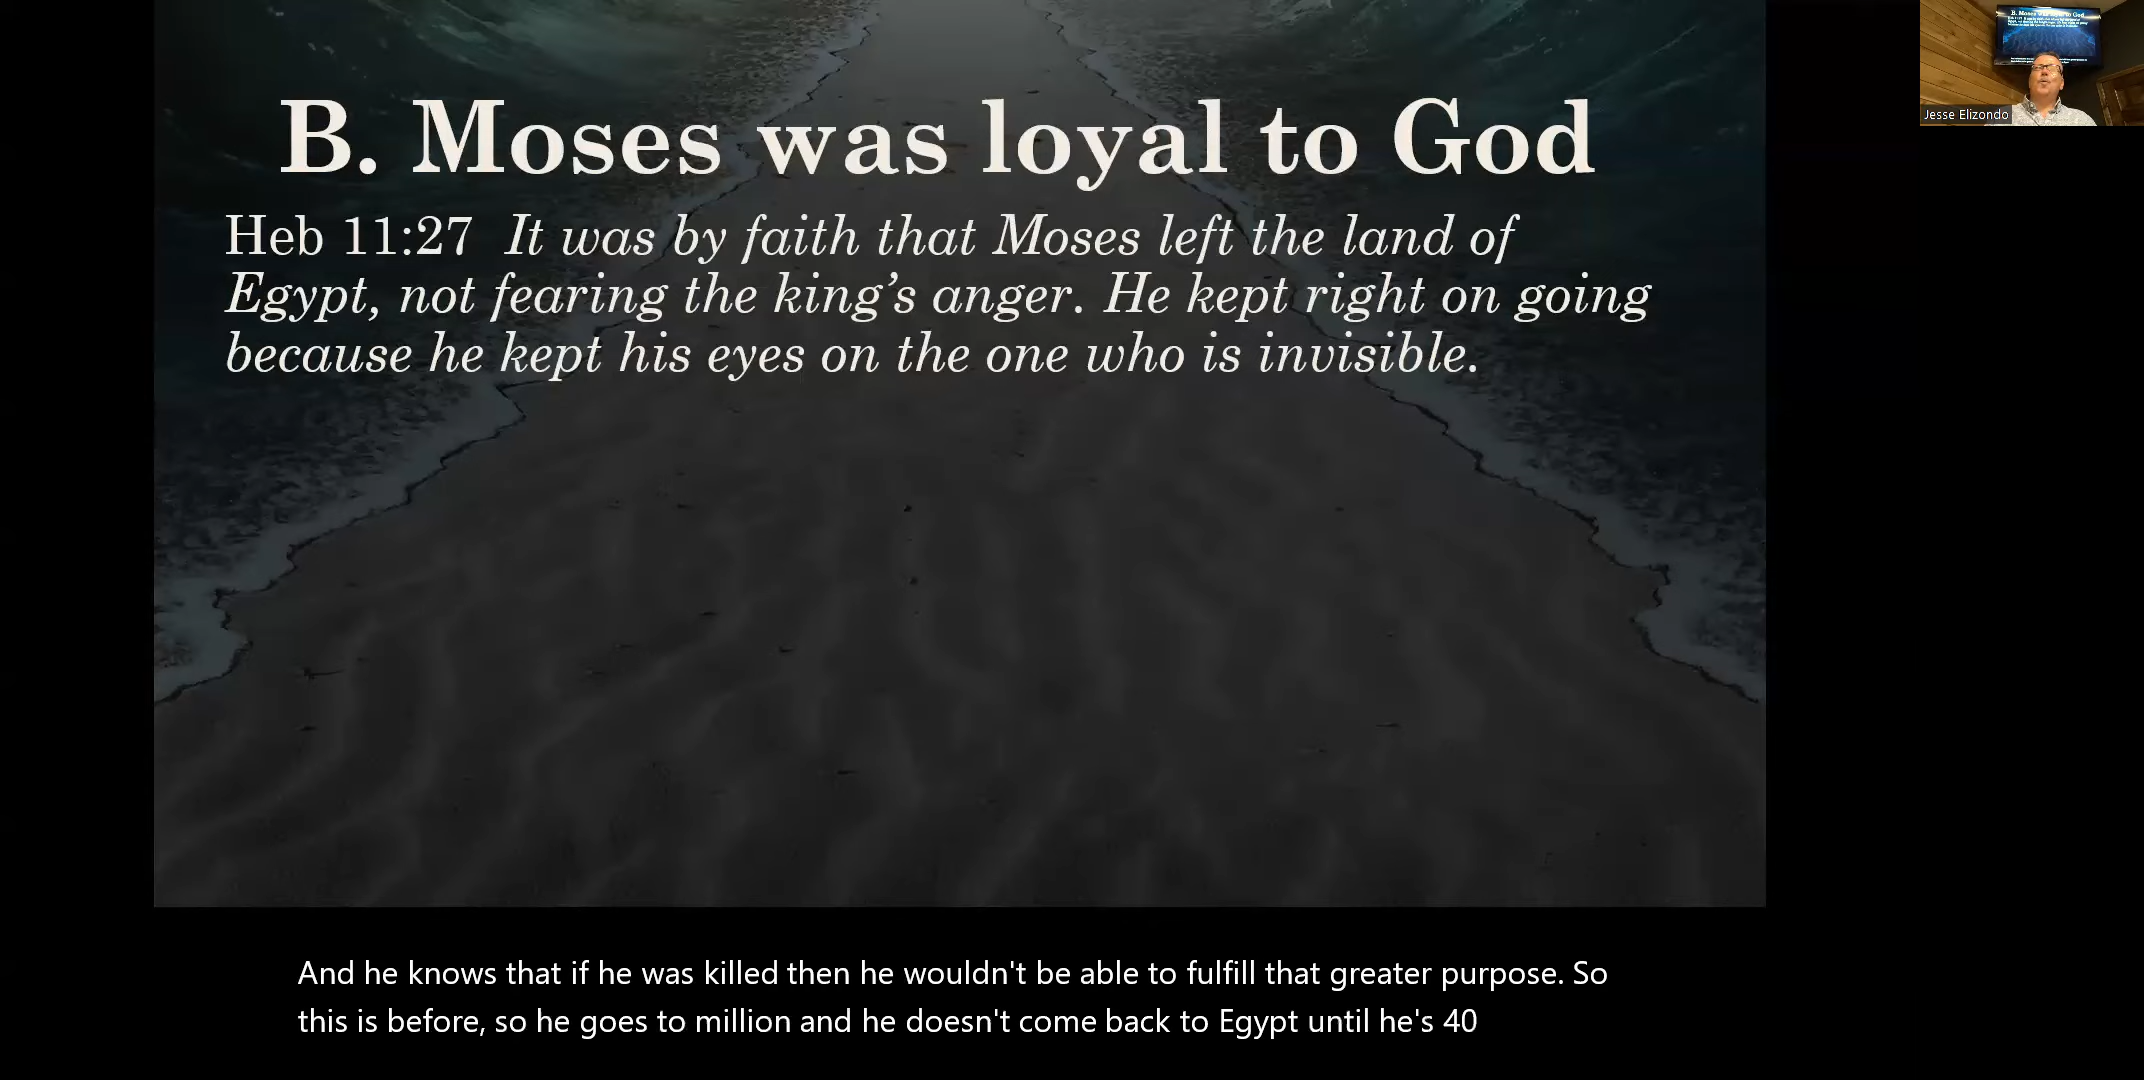 B. Moses was loyal to God
Heb 11:27 It was by faith that Moses left the land of
Egypt, not fearing the king’s anger. He kept right on going
because he kept his eyes on the one who is invisible.
Jesse Elizondo
And he knows that if he was killed then he wouldn't be able to fulfill that greater purpose. So
this is before, so he goes to million and he doesn't come back to Egypt until he's 40